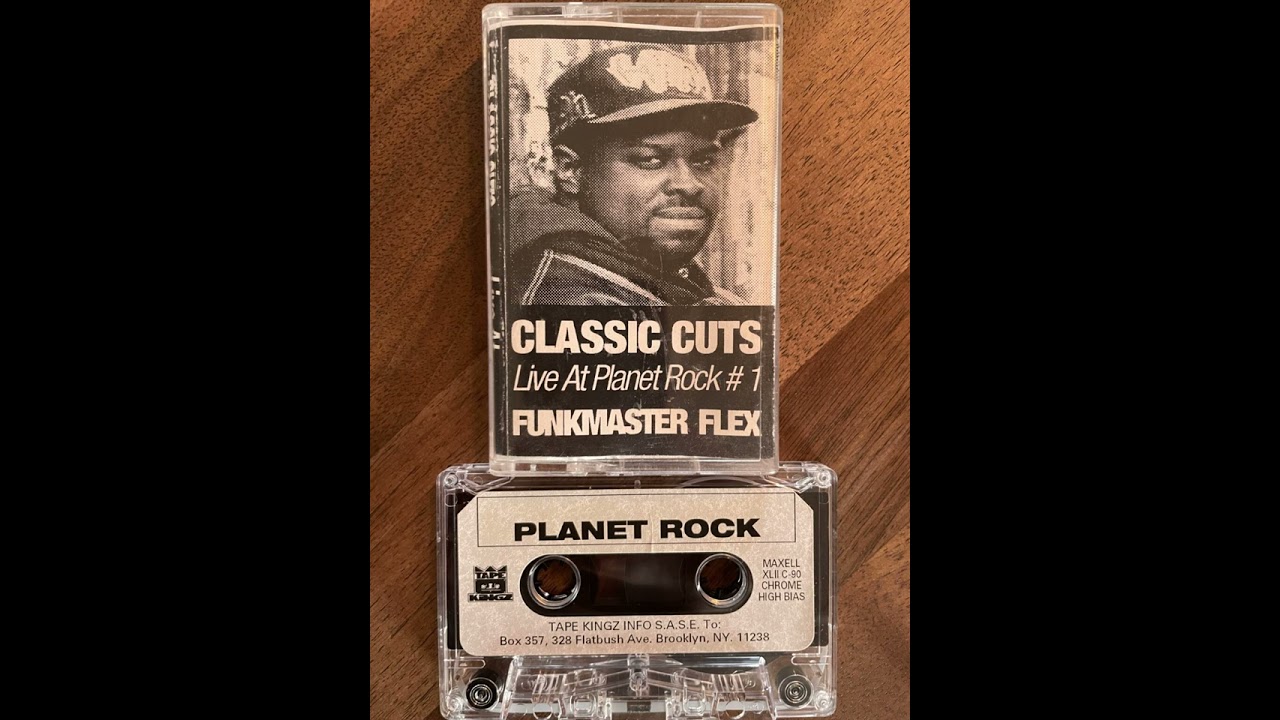 CLASSIC CUTS
Live At Planet Rock # 1
FUNKMASTER FLEX
PLANET ROCK
TAPE
KINGZ
MAXELL
XLII C-90
CHROME
HIGH BIAS
TAPE KINGZ INFO S.A.S.E. To:
Box 357, 328 Flatbush Ave. Brooklyn, NY. 11238